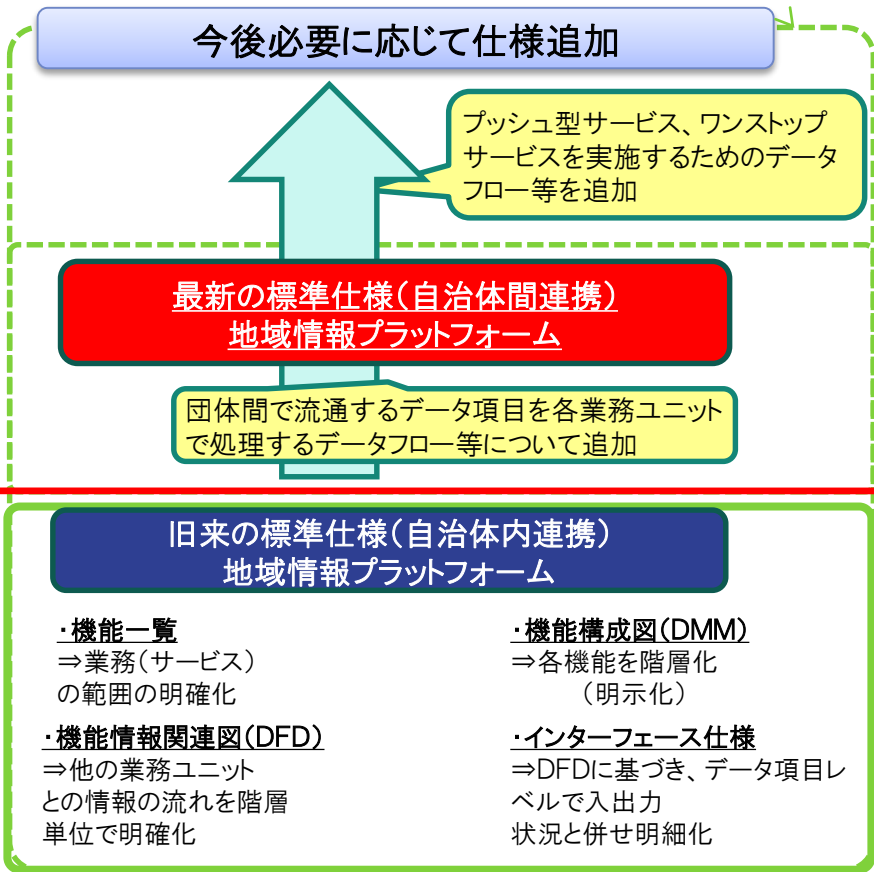 今後必要に応じて仕様追加
プッシュ型サービス、ワンストップ
サービスを実施するためのデータ
フロー等を追加
最新の標準仕様（自治体間連携）
地域情報プラットフォーム
団体間で流通するデータ項目を各業務ユニット
で処理するデータフロー等について追加
旧来の標準仕様（自治体内連携）
地域情報プラットフォーム
・機能一覧
⇒業務（サービス）
の範囲の明確化
・機能構成図（DMM）
⇒各機能を階層化
（明示化）
・機能情報関連図（DFD）
⇒他の業務ユニット
との情報の流れを階層
単位で明確化
・インターフェース仕様
⇒DFDに基づき、データ項目レ
ベルで入出力
状況と併せ明細化